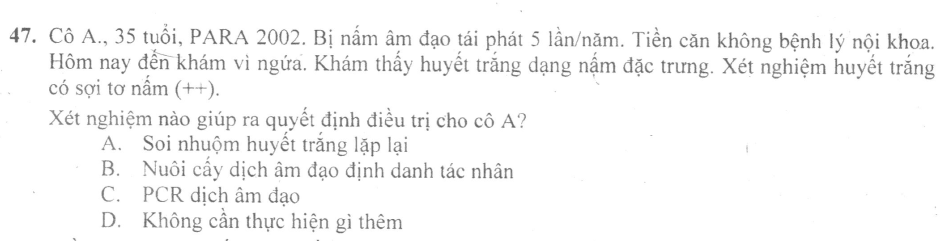 47. Cô A., 35 tuổi, PARA 2002. Bị nấm âm đạo tái phát 5 lần/năm. Tiền căn không bệnh lý nội khoa.
Hôm nay đến khám vì ngứa. Khám thấy huyết trắng dạng nấm đặc trưng. Xét nghiệm huyết trắng
có sợi tơ nấm (++).
Xét nghiệm nào giúp ra quyết định điều trị cho cô A?
A. Soi nhuộm huyết trắng lặp lại
B. Nuôi cấy dịch âm đạo định danh tác nhân
C. PCR dịch âm đạo
D. Không cần thực hiện gì thêm